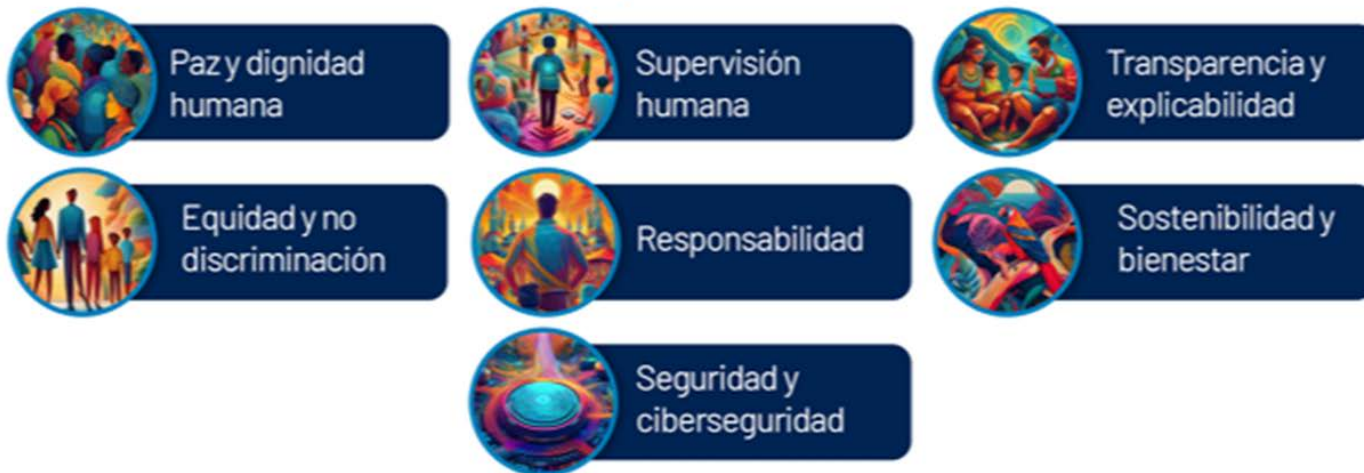 Paz y dignidad
humana
Supervisión
humana
Transparencia y
explicabilidad
Equidad y no
discriminación
Responsabilidad
Sostenibilidad y
bienestar
Seguridad y
ciberseguridad